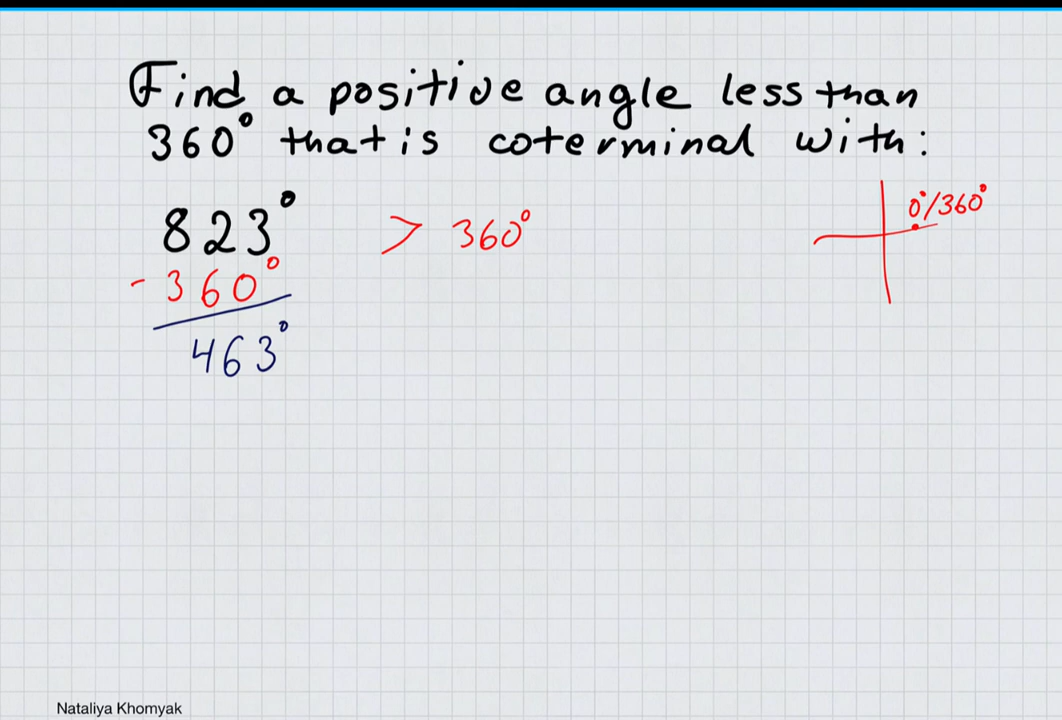 Find a positive angle less than
360° that is coterminal with:
823° > 360°
0°/360°
- 360°
463°
Nataliya Khomyak